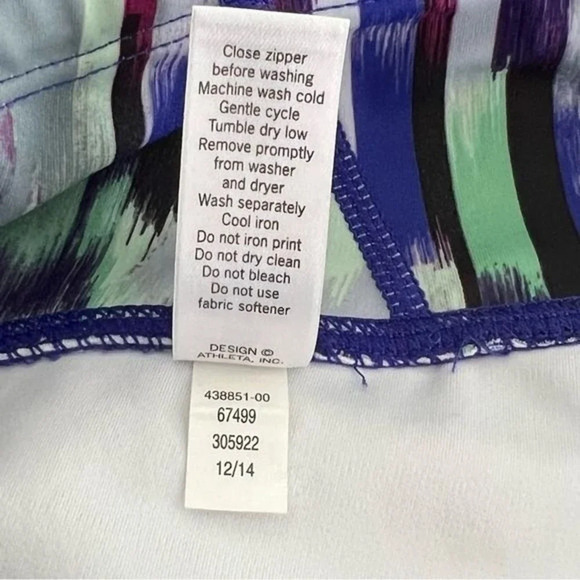 Close zipper
before washing
Machine wash cold
Gentle cycle
Tumble dry low
Remove promptly
from washer
and dryer
Wash separately
Cool iron
Do not iron print
Do not dry clean
Do not bleach
Do not use
fabric softener
DESIGN ©
ATHLETA, INC.
438851-00
67499
305922
12/14